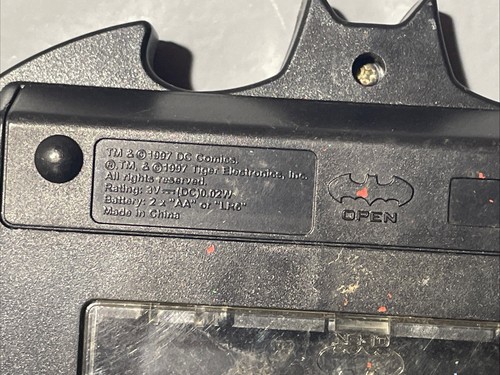 TM & © 1997 DC Comics.
®, TM, & © 1997 Tiger Electronics, Inc.
All rights reserved.
Rating: 3V ⎓ (DC)0.02W
Battery: 2 x "AA" or "LR6"
Made in China
OPEN